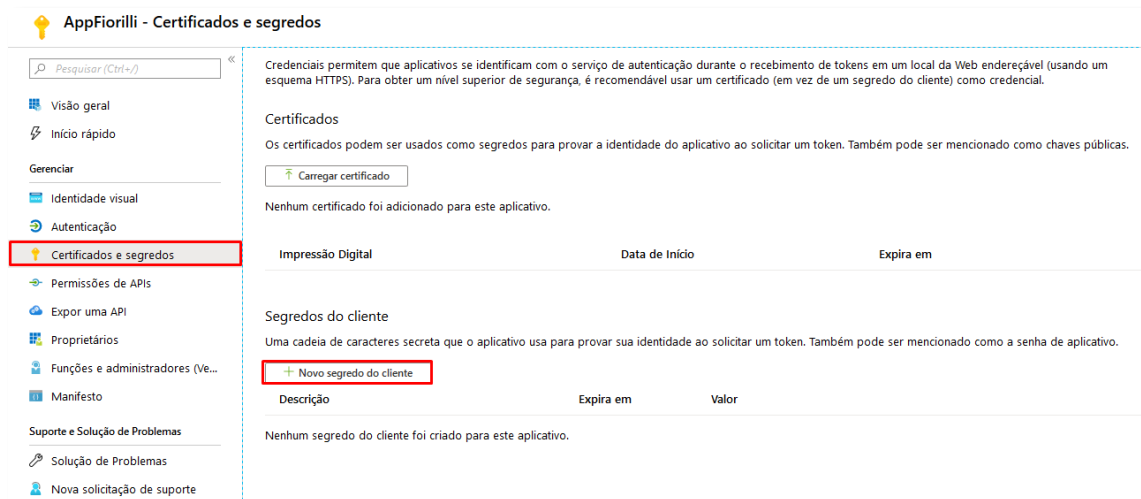 AppFiorilli - Certificados e segredos
Pesquisar (Ctrl+/)
«
Visão geral
Início rápido
Gerenciar
Identidade visual
Autenticação
Certificados e segredos
Permissões de APIs
Expor uma API
Proprietários
Funções e administradores (Ve...
Manifesto
Suporte e Solução de Problemas
Solução de Problemas
Nova solicitação de suporte
Credenciais permitem que aplicativos se identificam com o serviço de autenticação durante o recebimento de tokens em um local da Web endereçável (usando um
esquema HTTPS). Para obter um nível superior de segurança, é recomendável usar um certificado (em vez de um segredo do cliente) como credencial.
Certificados
Os certificados podem ser usados como segredos para provar a identidade do aplicativo ao solicitar um token. Também pode ser mencionado como chaves públicas.
Carregar certificado
Nenhum certificado foi adicionado para este aplicativo.
Impressão Digital Data de Início Expira em
Segredos do cliente
Uma cadeia de caracteres secreta que o aplicativo usa para provar sua identidade ao solicitar um token. Também pode ser mencionado como a senha de aplicativo.
+ Novo segredo do cliente
Descrição Expira em Valor
Nenhum segredo do cliente foi criado para este aplicativo.